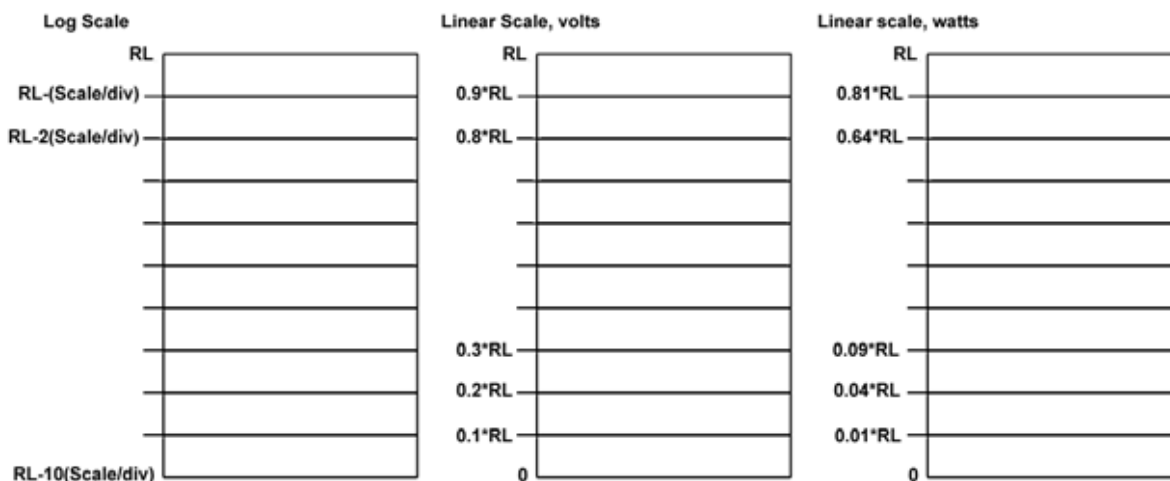 Log Scale
RL
RL-(Scale/div)
RL-2(Scale/div)
RL-10(Scale/div)
Linear Scale, volts
RL
0.9*RL
0.8*RL
0.3*RL
0.2*RL
0.1*RL
0
Linear scale, watts
RL
0.81*RL
0.64*RL
0.09*RL
0.04*RL
0.01*RL
0